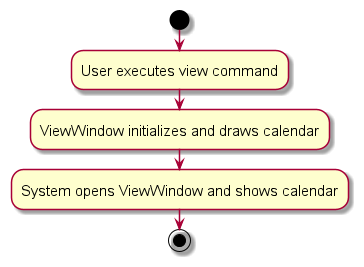 User executes view command
ViewWindow initializes and draws calendar
System opens ViewWindow and shows calendar